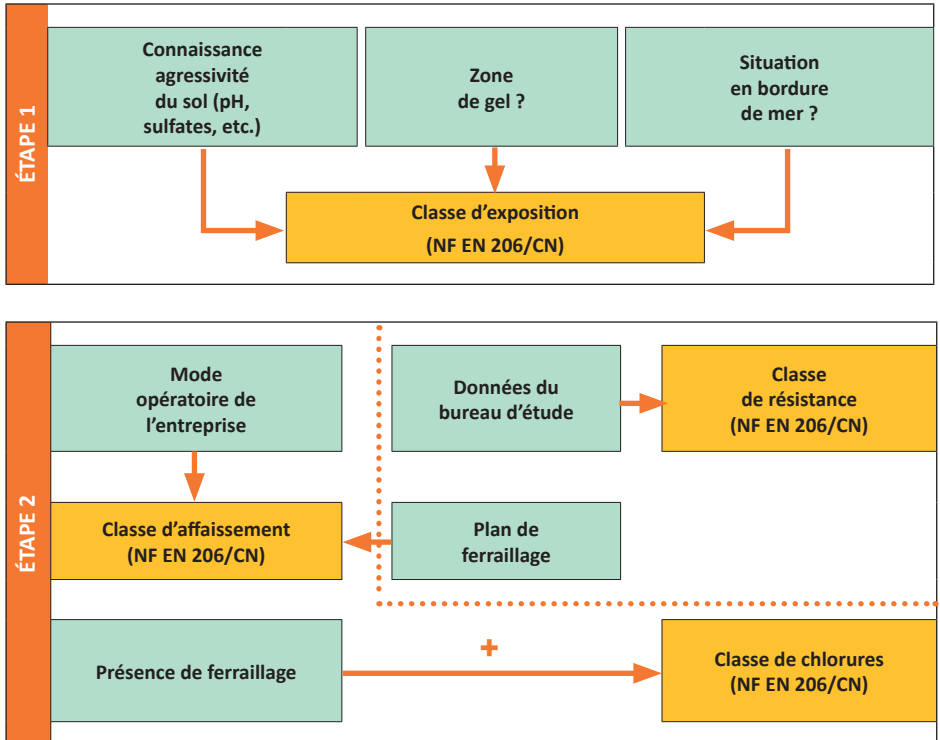 ÉTAPE 1
Connaissance
agressivité
du sol (pH,
sulfates, etc.)
Zone
de gel ?
Situation
en bordure
de mer ?
Classe d'exposition
(NF EN 206/CN)
ÉTAPE 2
Mode
opératoire de
l'entreprise
Données du
bureau d'étude
Classe
de résistance
(NF EN 206/CN)
Classe d'affaissement
(NF EN 206/CN)
Plan de
ferraillage
Présence de ferraillage
+
Classe de chlorures
(NF EN 206/CN)